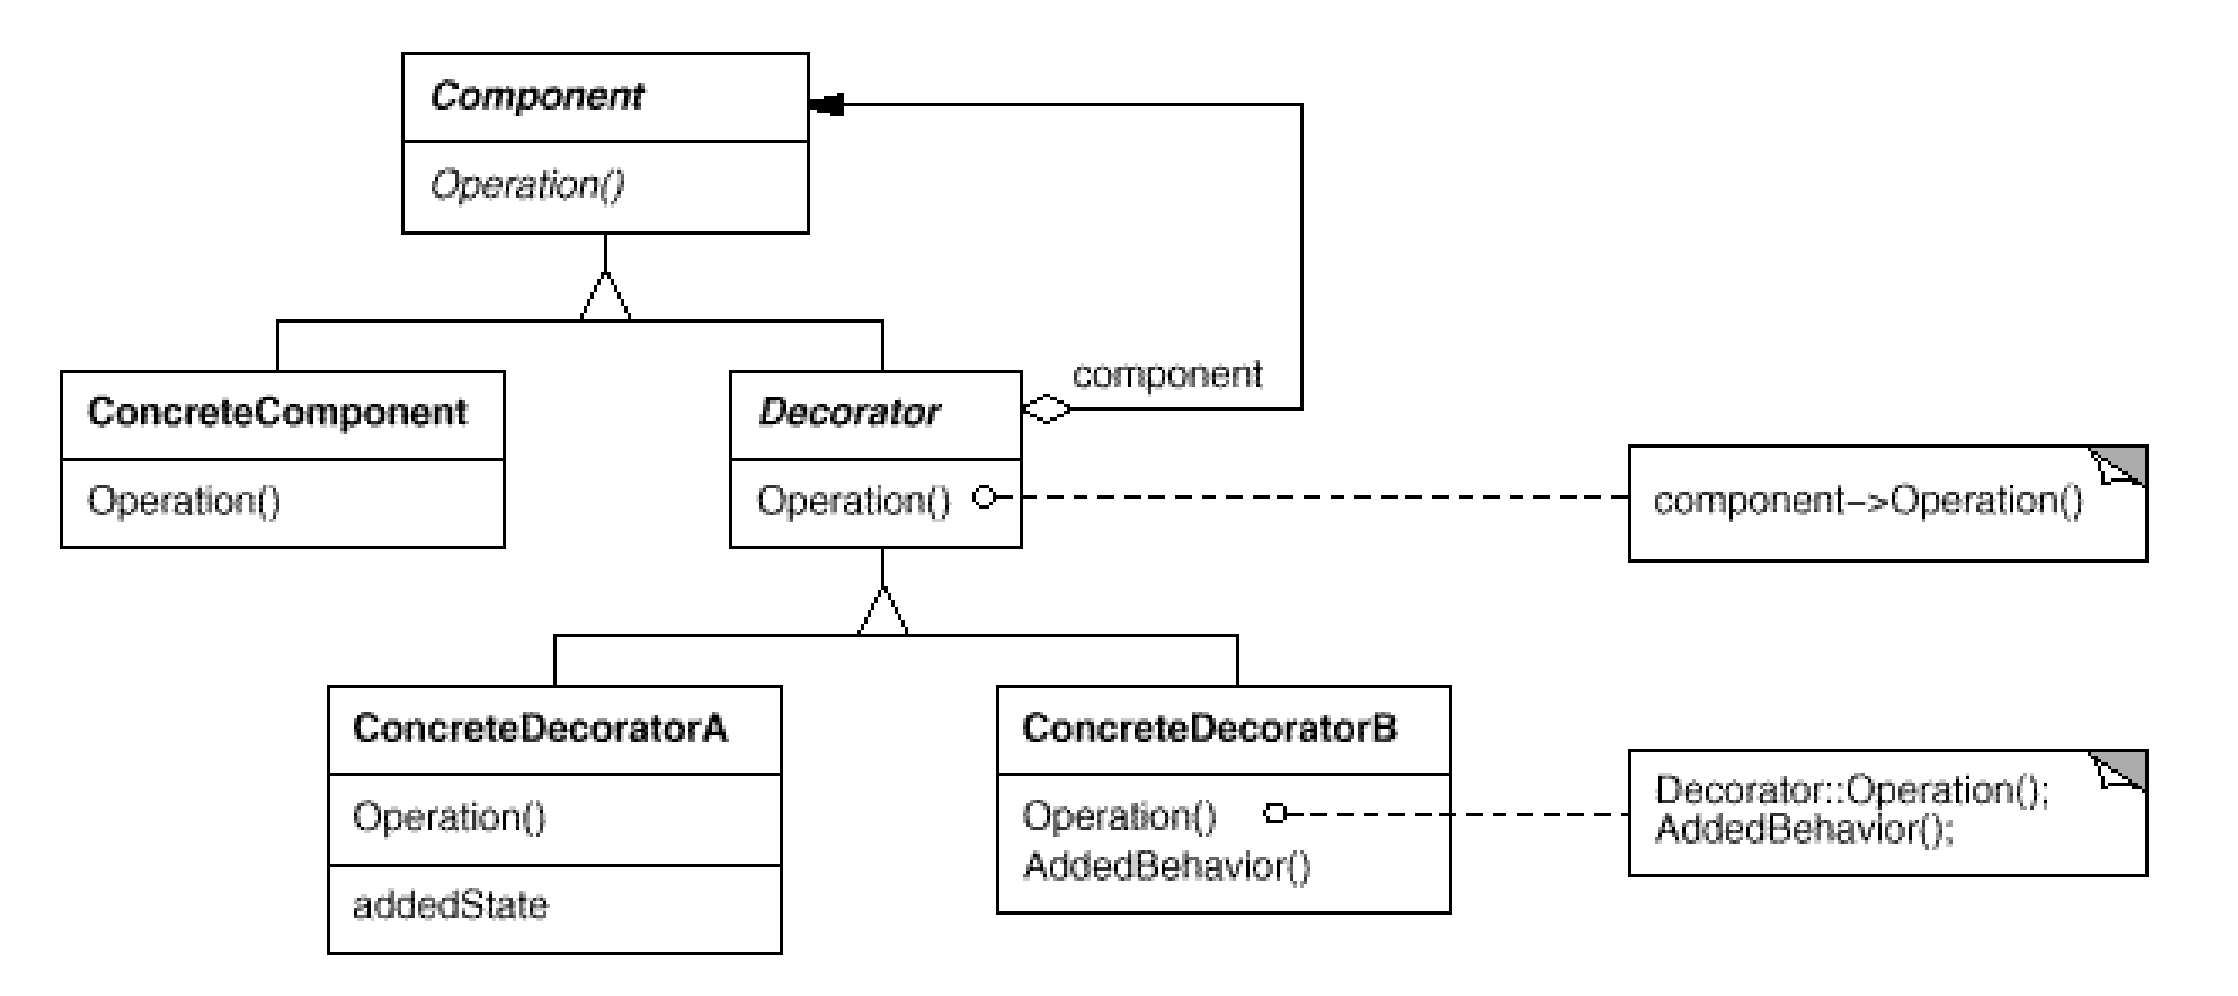 Component
Operation()
component
ConcreteComponent
Operation()
Decorator
Operation()
component–>Operation()
ConcreteDecoratorA
Operation()
addedState
ConcreteDecoratorB
Operation()
AddedBehavior()
Decorator::Operation();
AddedBehavior();